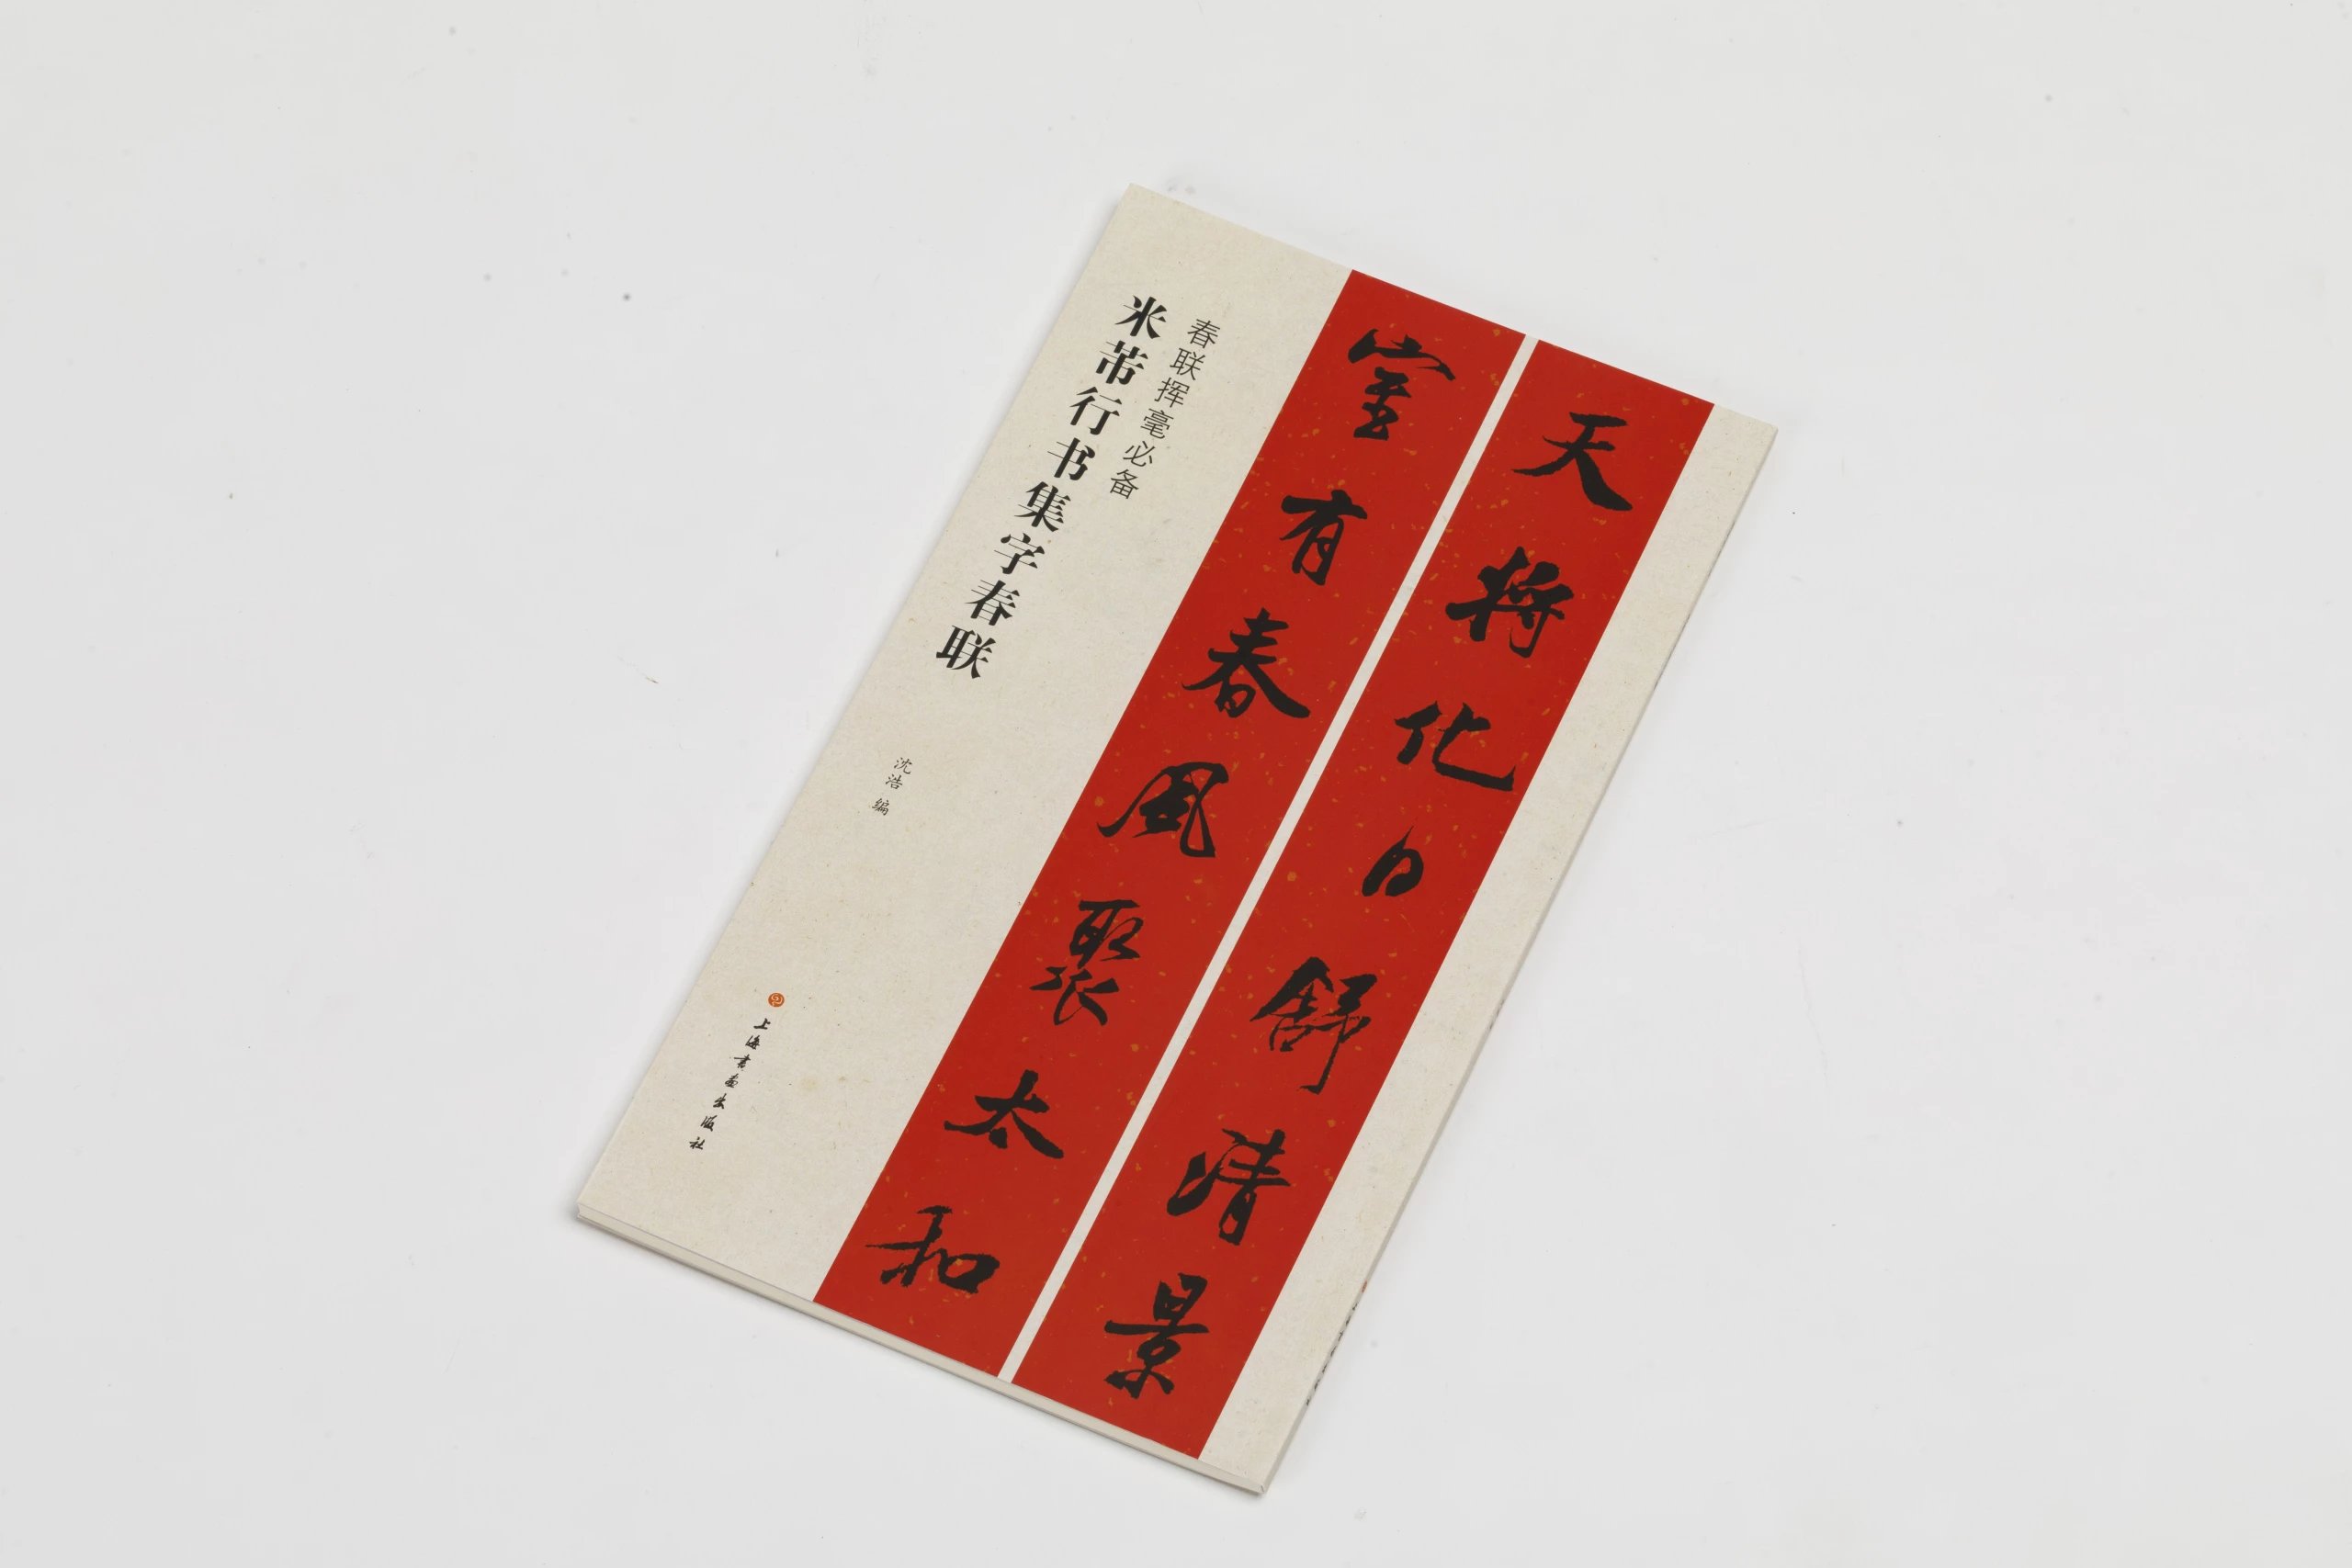 天将化日舒清景
室有春风聚太和
春联挥毫必备
米芾行书集字春联
沈浩 编
上海书画出版社